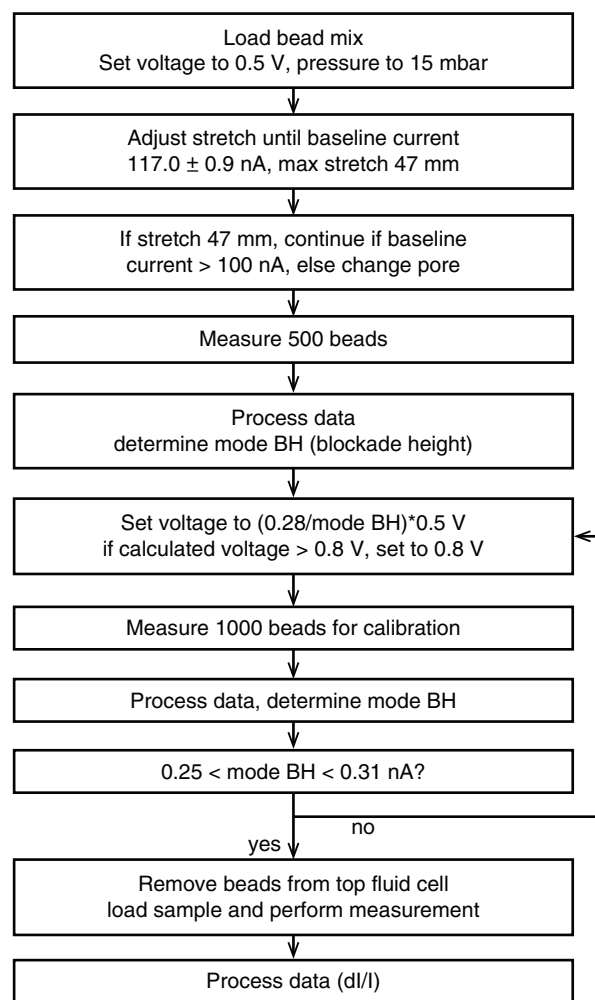 Load bead mix
Set voltage to 0.5 V, pressure to 15 mbar
Adjust stretch until baseline current
117.0 ± 0.9 nA, max stretch 47 mm
If stretch 47 mm, continue if baseline
current > 100 nA, else change pore
Measure 500 beads
Process data
determine mode BH (blockade height)
Set voltage to (0.28/mode BH)*0.5 V
if calculated voltage > 0.8 V, set to 0.8 V
Measure 1000 beads for calibration
Process data, determine mode BH
0.25 < mode BH < 0.31 nA?
no
yes
Remove beads from top fluid cell
load sample and perform measurement
Process data (dI/I)